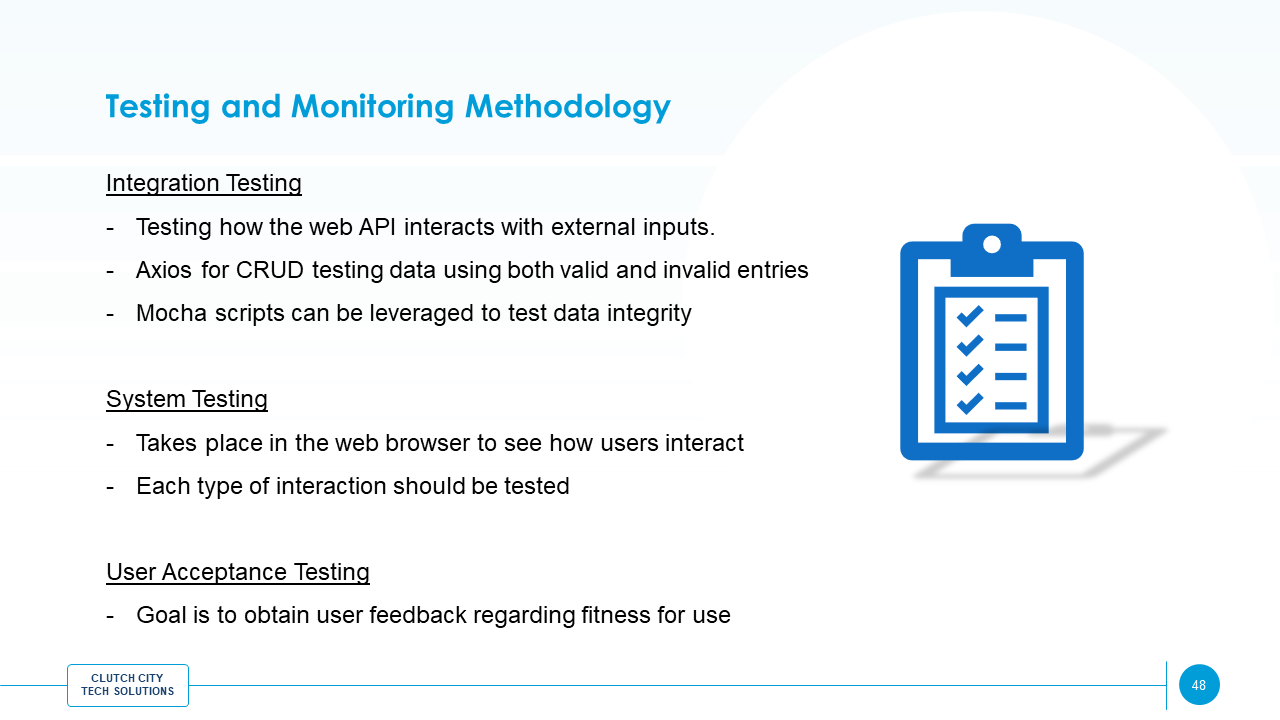 Testing and Monitoring Methodology
Integration Testing
- Testing how the web API interacts with external inputs.
- Axios for CRUD testing data using both valid and invalid entries
- Mocha scripts can be leveraged to test data integrity
System Testing
- Takes place in the web browser to see how users interact
- Each type of interaction should be tested
User Acceptance Testing
- Goal is to obtain user feedback regarding fitness for use
CLUTCH CITY
TECH SOLUTIONS
48